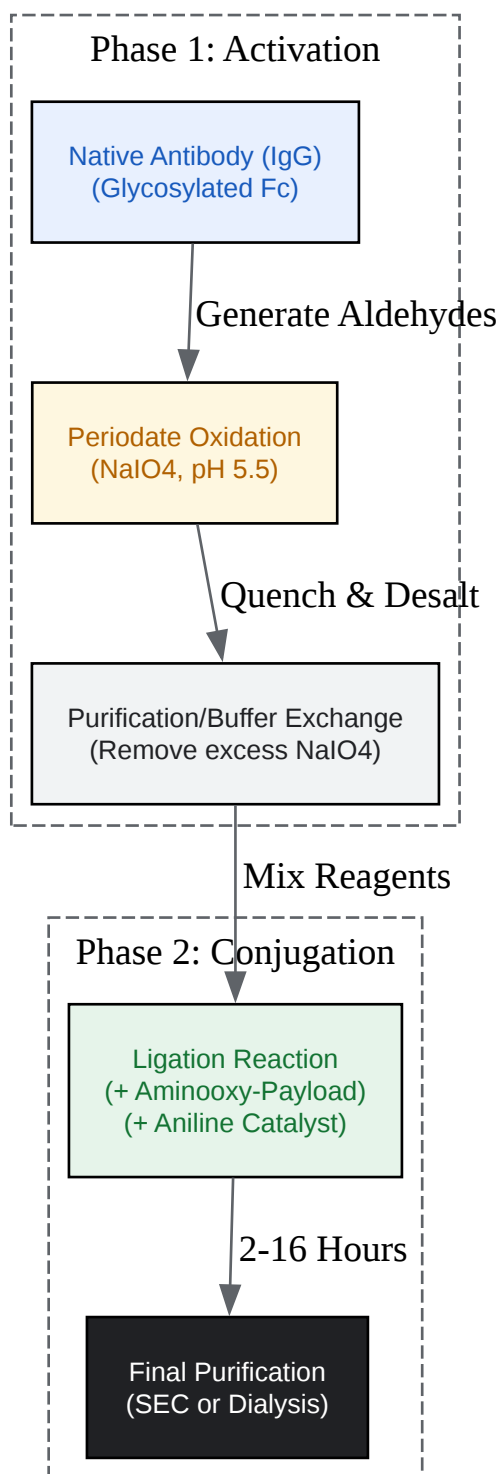 Phase 1: Activation
Native Antibody (IgG)
(Glycosylated Fc)
Generate Aldehydes
Periodate Oxidation
(NaIO4, pH 5.5)
Quench & Desalt
Purification/Buffer Exchange
(Remove excess NaIO4)
Mix Reagents
Phase 2: Conjugation
Ligation Reaction
(+ Aminooxy-Payload)
(+ Aniline Catalyst)
2-16 Hours
Final Purification
(SEC or Dialysis)